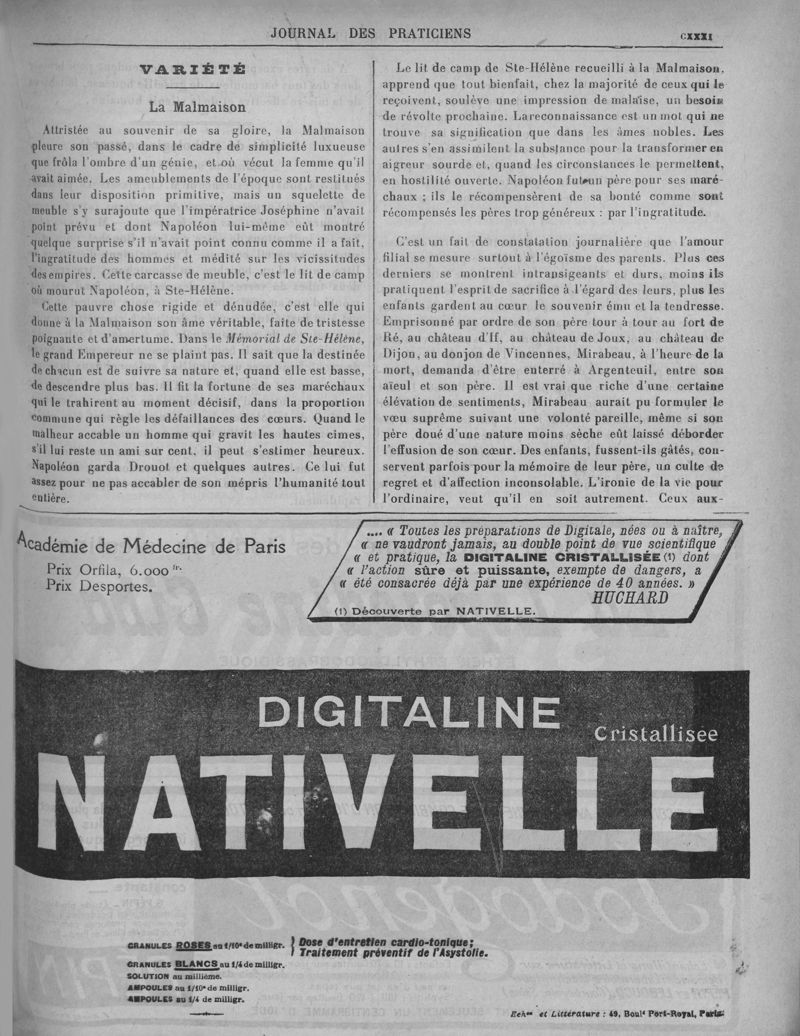 JOURNAL DES PRATICIENS
CXXXI
VARIÉTÉ
La Malmaison
Attristée au souvenir de sa gloire, la Malmaison
pleure son passé, dans le cadre de simplicité luxueuse
que frôla l'ombre d'un génie, et où vécut la femme qu'il
avait aimée. Les ameublements de l'époque sont restitués
dans leur disposition primitive, mais un squelette de
meuble s'y surajoute que l'impératrice Joséphine n'avait
point prévu et dont Napoléon lui-même eût montré
quelque surprise s'il n'avait point connu comme il a fait,
l'ingratitude des hommes et médité sur les vicissitudes
des empires. Cette carcasse de meuble, c'est le lit de camp
où mourut Napoléon, à Ste-Hélène.
Cette pauvre chose rigide et dénudée, c'est elle qui
donne à la Malmaison son âme véritable, faite de tristesse
poignante et d'amertume. Dans le Mémorial de Ste-Hélène,
le grand Empereur ne se plaint pas. Il sait que la destinée
de chacun est de suivre sa nature et, quand elle est basse,
de descendre plus bas. Il fit la fortune de ses maréchaux
qui le trahirent au moment décisif, dans la proportion
commune qui règle les défaillances des cœurs. Quand le
malheur accable un homme qui gravit les hautes cimes,
s'il lui reste un ami sur cent, il peut s'estimer heureux.
Napoléon garda Drouot et quelques autres. Ce lui fut
assez pour ne pas accabler de son mépris l'humanité tout
entière.
Le lit de camp de Ste-Hélène recueilli à la Malmaison,
apprend que tout bienfait, chez la majorité de ceux qui le
reçoivent, soulève une impression de malaise, un besoin
de révolte prochaine. La reconnaissance est un mot qui ne
trouve sa signification que dans les âmes nobles. Les
autres s'en assimilent la substance pour la transformer en
aigreur sourde et, quand les circonstances le permettent,
en hostilité ouverte. Napoléon fut un père pour ses maré-
chaux ; ils le récompensèrent de sa bonté comme sont
récompensés les pères trop généreux : par l'ingratitude.
C'est un fait de constatation journalière que l'amour
filial se mesure surtout à l'égoïsme des parents. Plus ces
derniers se montrent intransigeants et durs, moins ils
pratiquent l'esprit de sacrifice à l'égard des leurs, plus les
enfants gardent au cœur le souvenir ému et la tendresse.
Emprisonné par ordre de son père tour à tour au fort de
Ré, au château d'If, au château de Joux, au château de
Dijon, au donjon de Vincennes, Mirabeau, à l'heure de la
mort, demanda d'être enterré à Argenteuil, entre son
aïeul et son père. Il est vrai que riche d'une certaine
élévation de sentiments, Mirabeau aurait pu formuler le
vœu suprême suivant une volonté pareille, même si son
père doué d'une nature moins sèche eût laissé déborder
l'effusion de son cœur. Des enfants, fussent-ils gâtés, con-
servent parfois pour la mémoire de leur père, un culte de
regret et d'affection inconsolable. L'ironie de la vie pour
l'ordinaire, veut qu'il en soit autrement. Ceux aux-
Académie de Médecine de Paris
Prix Orfila, 6.000 fr.
Prix Desportes.
.... « Toutes les préparations de Digitale, nées ou à naître,
« ne vaudront jamais, au double point de vue scientifique
« et pratique, la DIGITALINE CRISTALLISÉE (1) dont
« l'action sûre et puissante, exempte de dangers, a
« été consacrée déjà par une expérience de 40 années. »
HUCHARD
(1) Découverte par NATIVELLE.
DIGITALINE
Cristallisée
NATIVELLE
GRANULES ROSES au 1/10e de milligr. } Dose d'entretien cardio-tonique;
Traitement préventif de l'Asystolie.
GRANULES BLANCS au 1/4 de milligr.
SOLUTION au millième.
AMPOULES au 1/10e de milligr.
AMPOULES au 1/4 de milligr.
Echon et Littérature : 49, Bould Port-Royal, Paris.